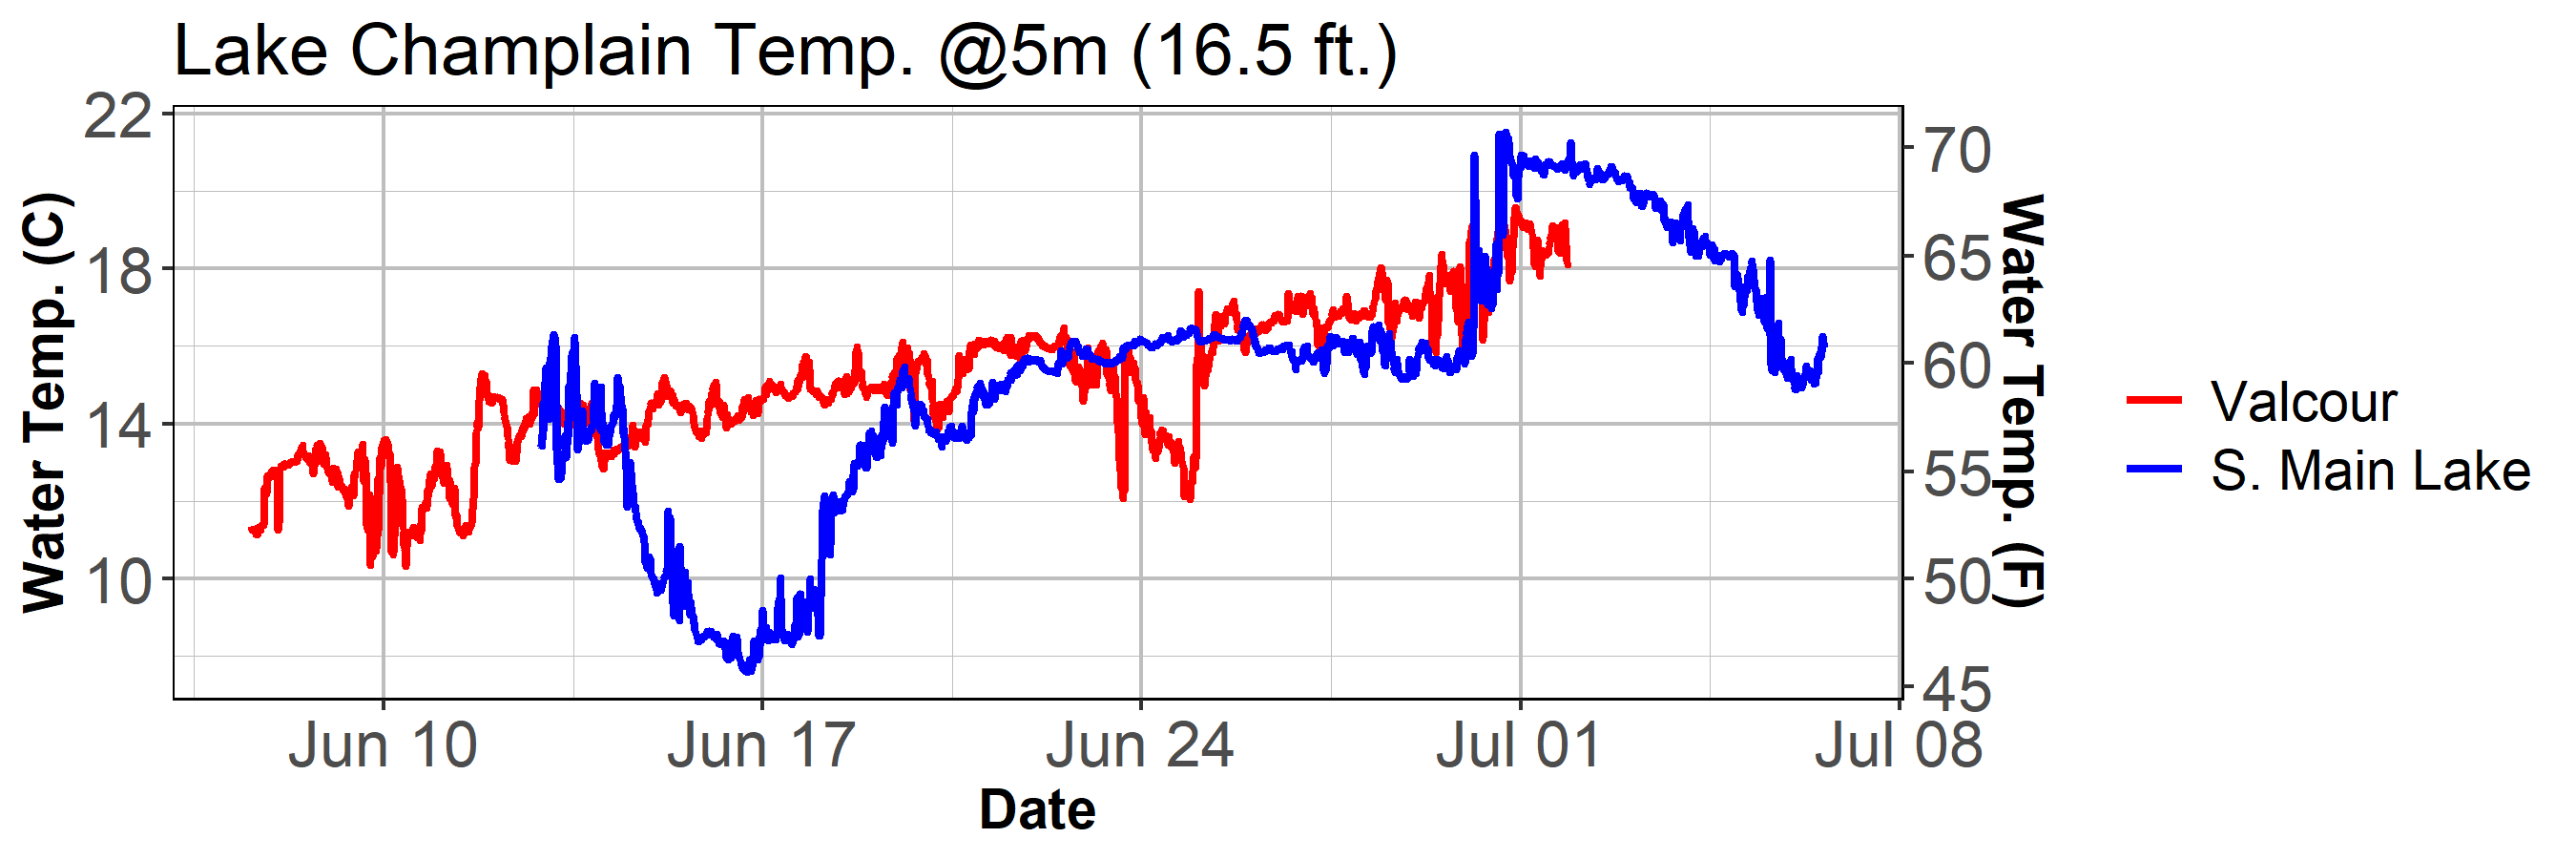 Lake Champlain Temp. @5m (16.5 ft.)
Water Temp. (C)
22
18
14
10
70
65
60
55
50
45
Water Temp. (F)
Valcour
S. Main Lake
Jun 10
Jun 17
Jun 24
Jul 01
Jul 08
Date